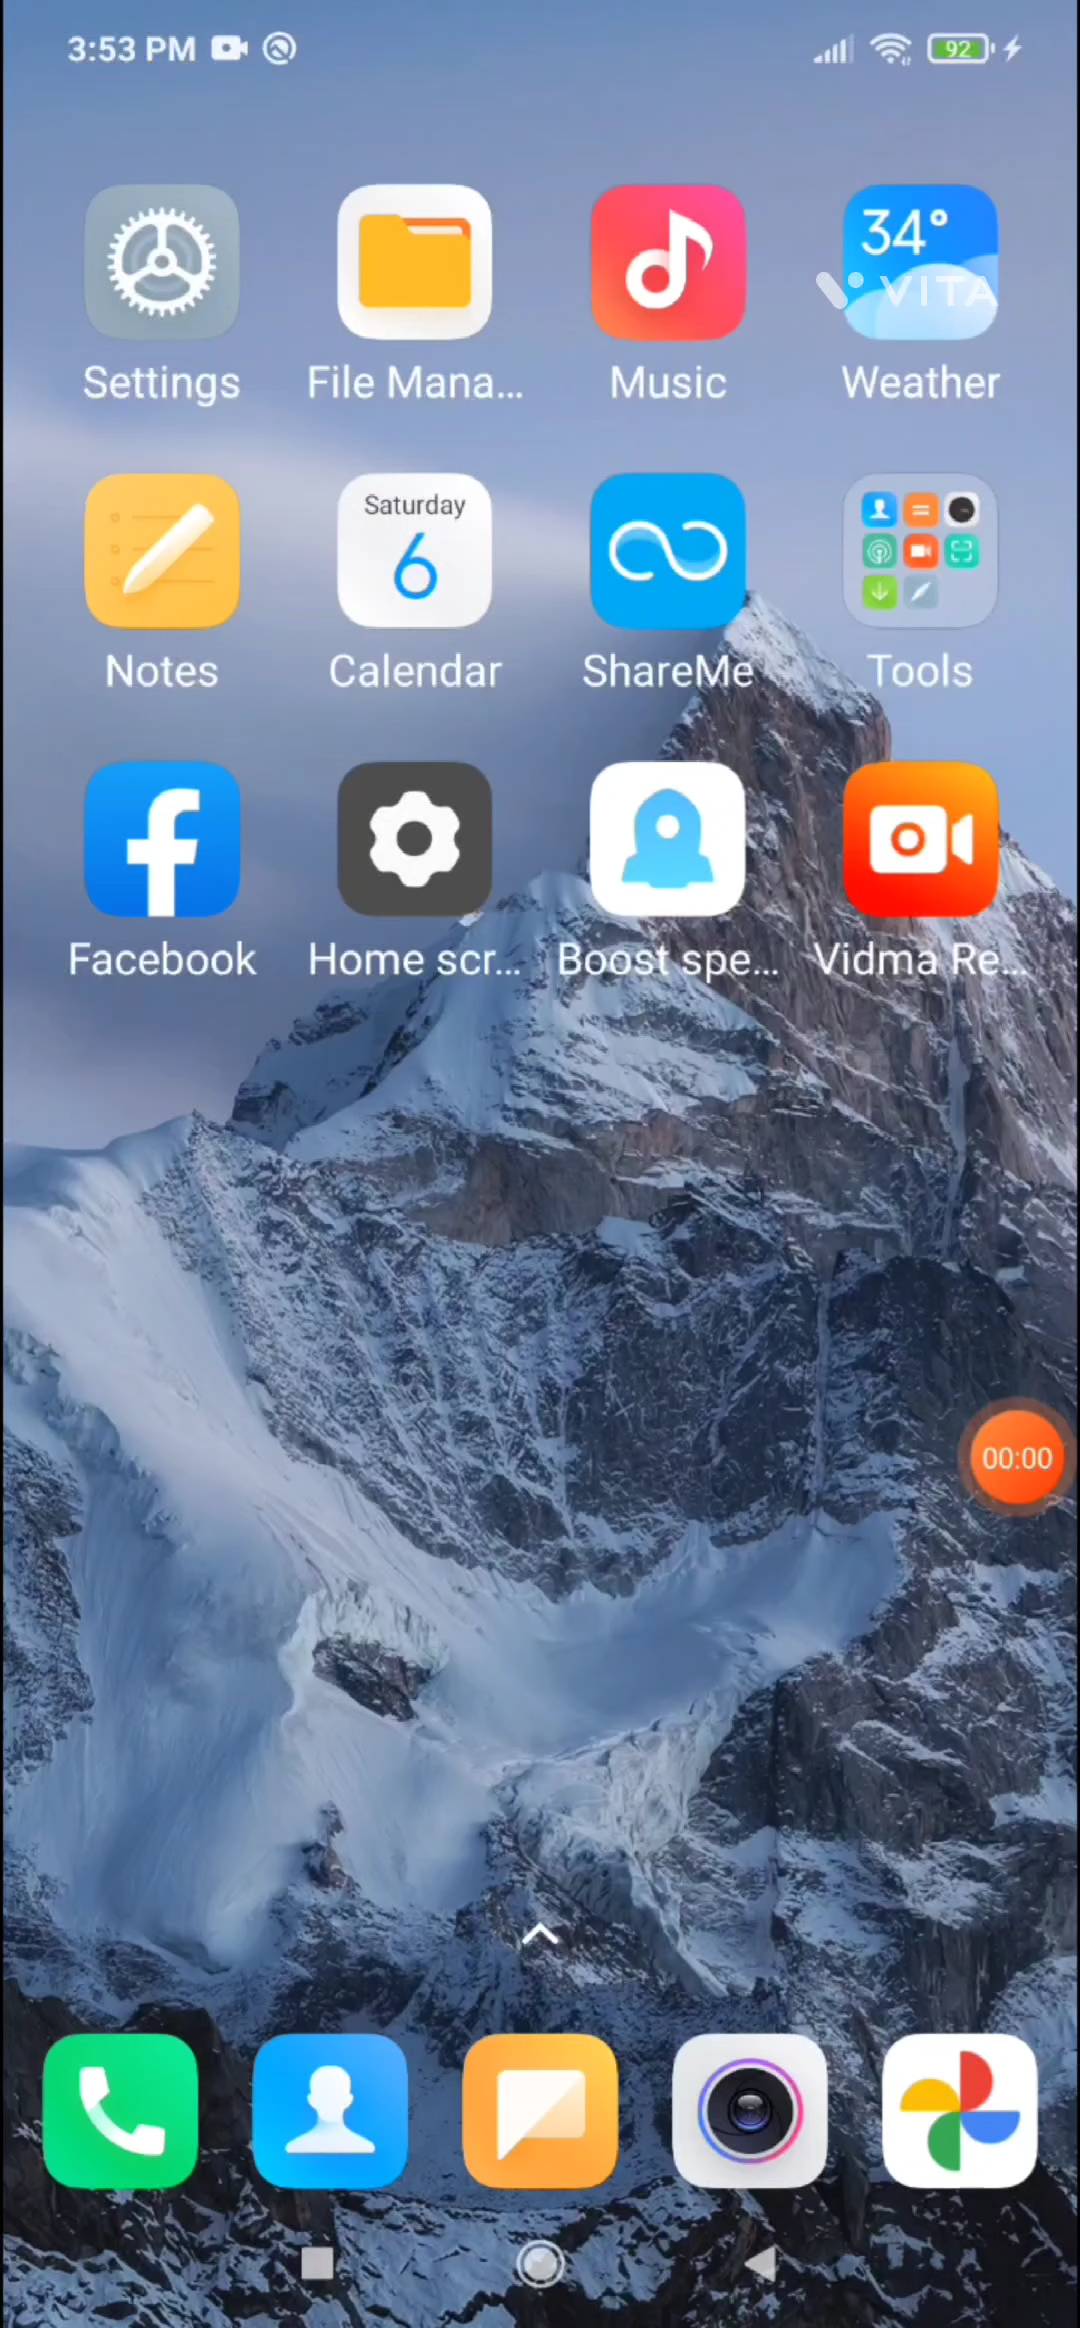 3:53 PM
92
34°
VITA
Settings
File Mana...
Music
Weather
Saturday
6
Notes
Calendar
ShareMe
Tools
Facebook
Home scr...
Boost spe...
Vidma Re...
00:00